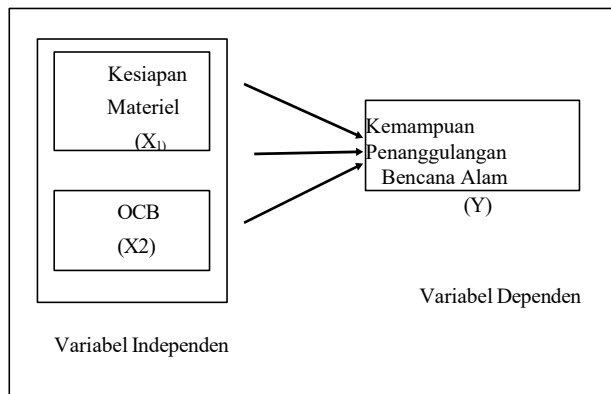 Kesiapan
Materiel
(X₁₎
OCB
(X2)
Kemampuan
Penanggulangan
Bencana Alam
(Y)
Variabel Dependen
Variabel Independen